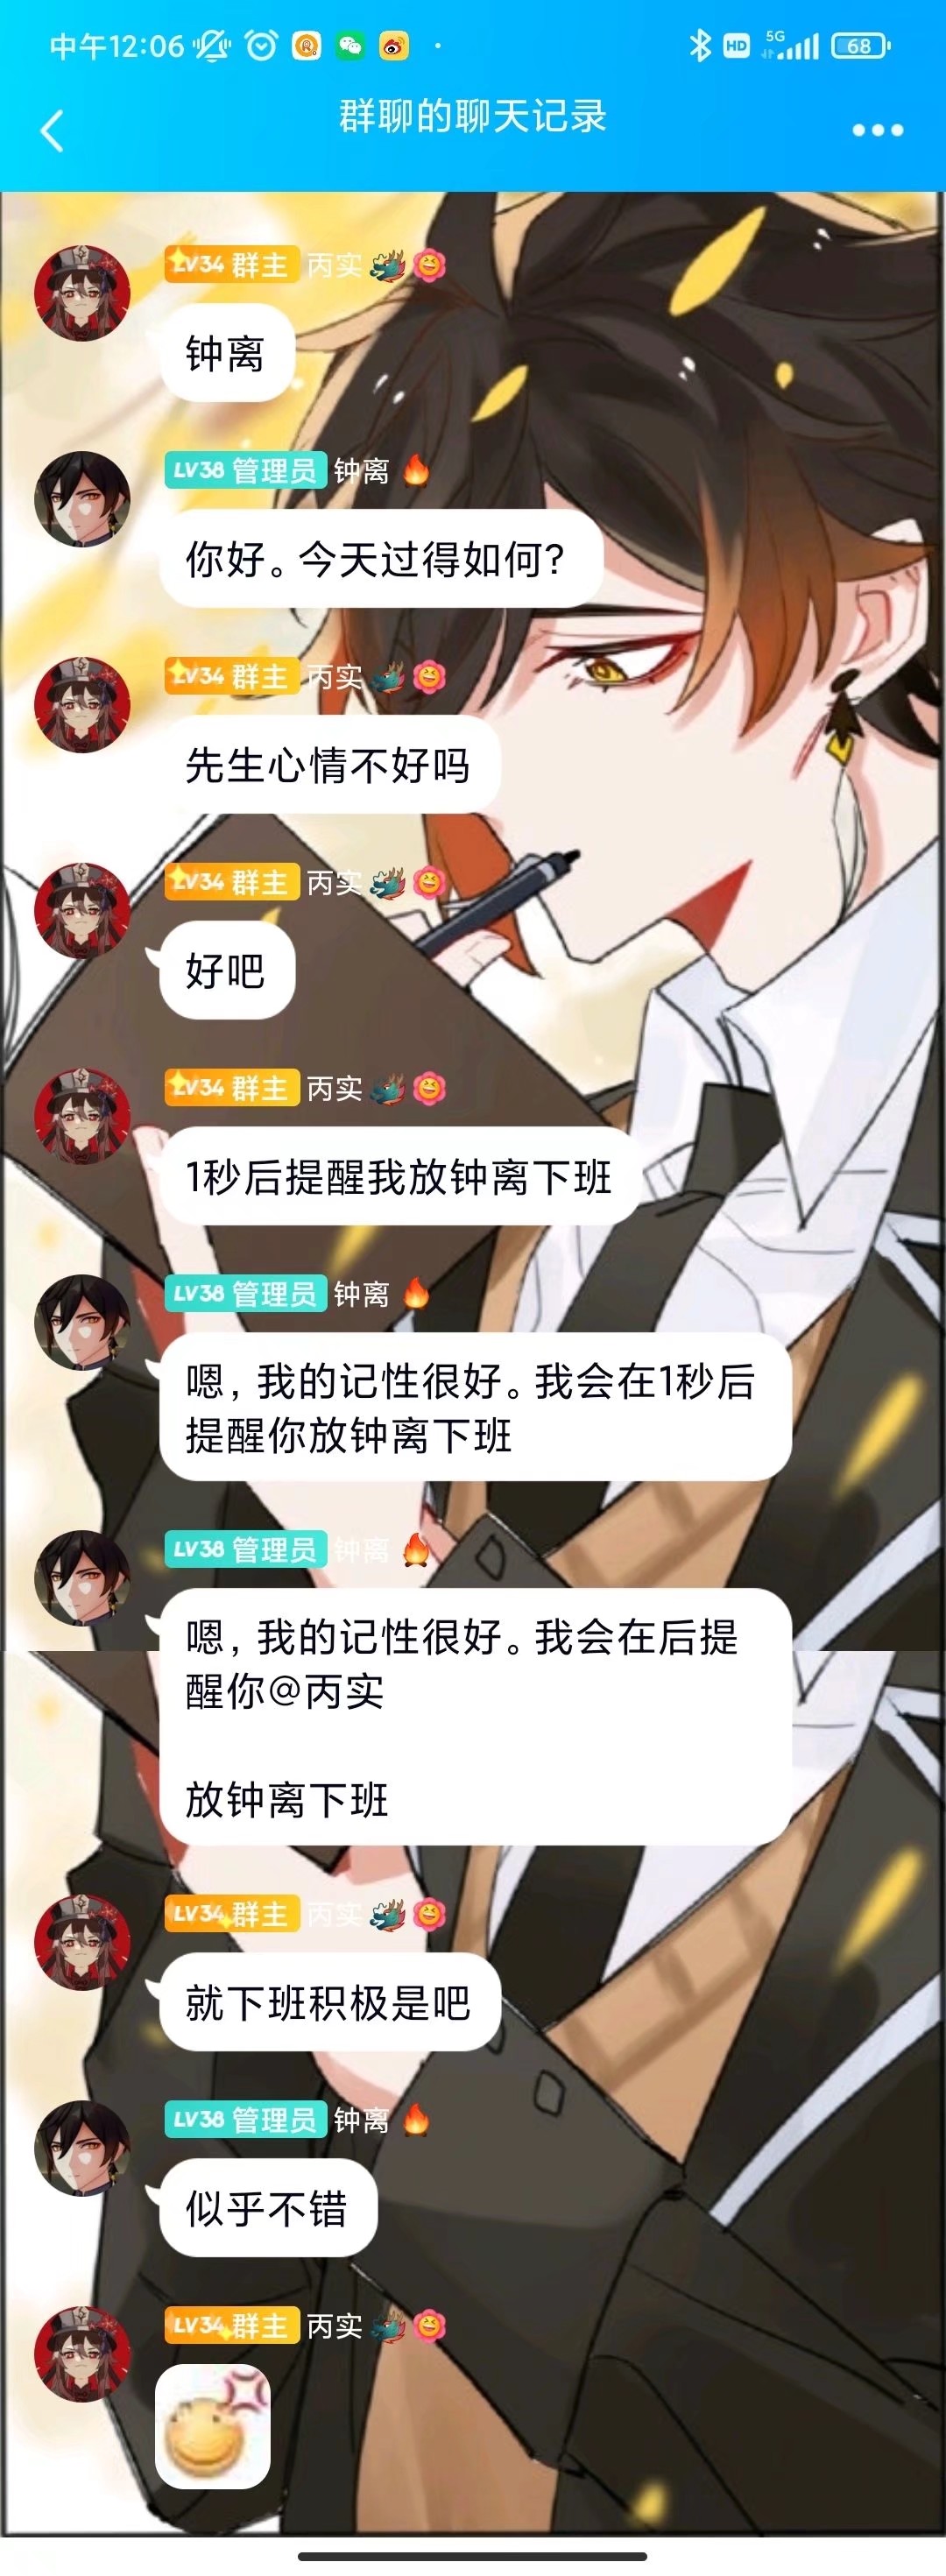 中午12:06
HD
5G
68
群聊的聊天记录
LV34 群主 丙实
钟离
LV38 管理员 钟离
你好。今天过得如何?
LV34 群主 丙实
先生心情不好吗
LV34 群主 丙实
好吧
LV34 群主 丙实
1秒后提醒我放钟离下班
LV38 管理员 钟离
嗯,我的记性很好。我会在1秒后
提醒你放钟离下班
LV38 管理员 钟离
嗯,我的记性很好。我会在后提
醒你@丙实
放钟离下班
LV34 群主 丙实
就下班积极是吧
LV38 管理员 钟离
似乎不错
LV34 群主 丙实